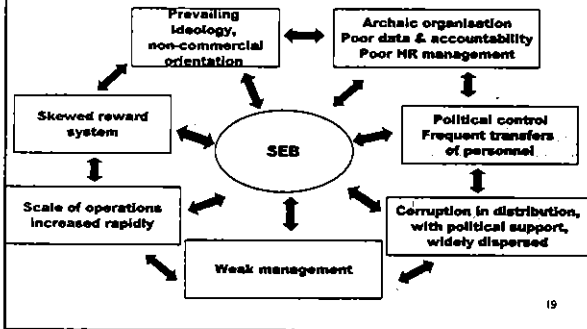 Prevailing
ideology,
non-commercial
orientation
Archaic organisation
Poor data & accountability
Poor HR management
Skewed reward
system
SEB
Political control
Frequent transfers
of personnel
Scale of operations
increased rapidly
Corruption in distribution,
with political support,
widely dispersed
Weak management
19